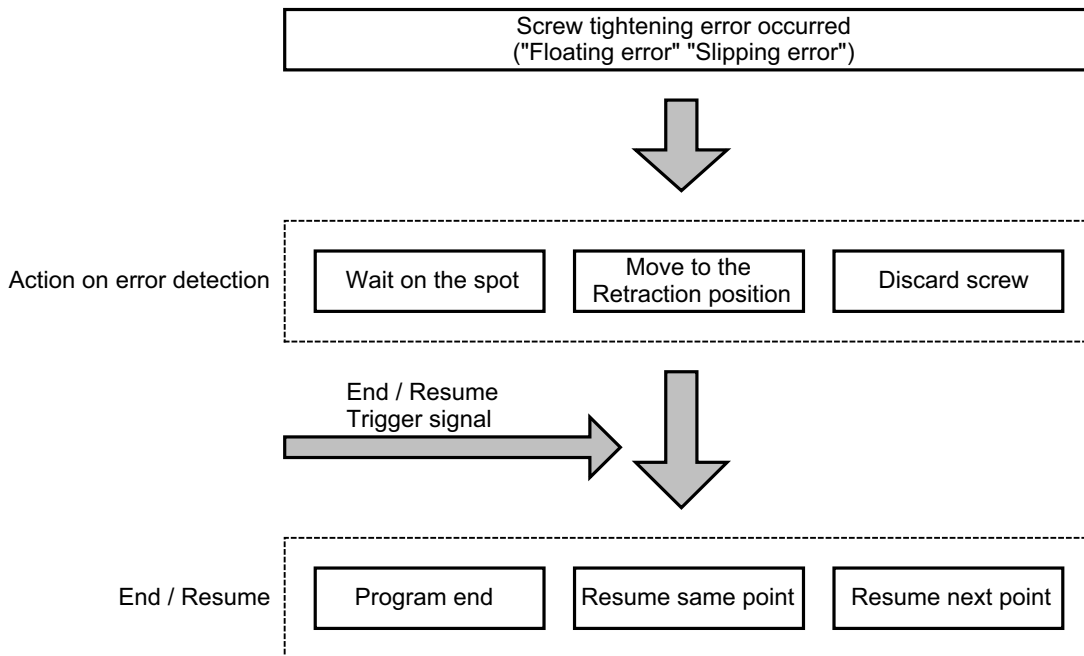 Screw tightening error occurred
("Floating error" "Slipping error")
Action on error detection
Wait on the spot
Move to the
Retraction position
Discard screw
End / Resume
Trigger signal
End / Resume
Program end
Resume same point
Resume next point